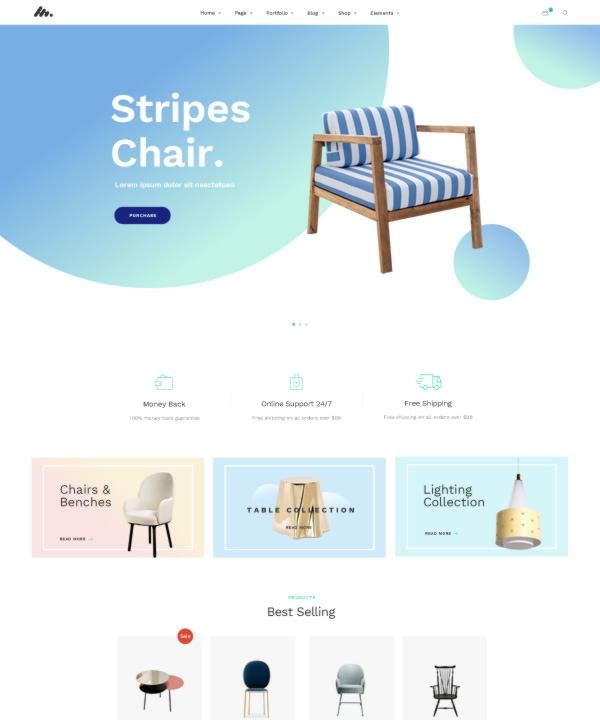 Home Page Portfolio Blog Shop Elements
Stripes
Chair.
Lorem ipsum dolor sit nsectetuec
PURCHASE
Money Back
100% money back guarantee
Online Support 24/7
Free shipping on all orders over $99
Free Shipping
Free shipping on all orders over $99
Chairs &
Benches
READ MORE
TABLE COLLECTION
READ MORE
Lighting
Collection
READ MORE
PRODUCTS
Best Selling
Sale